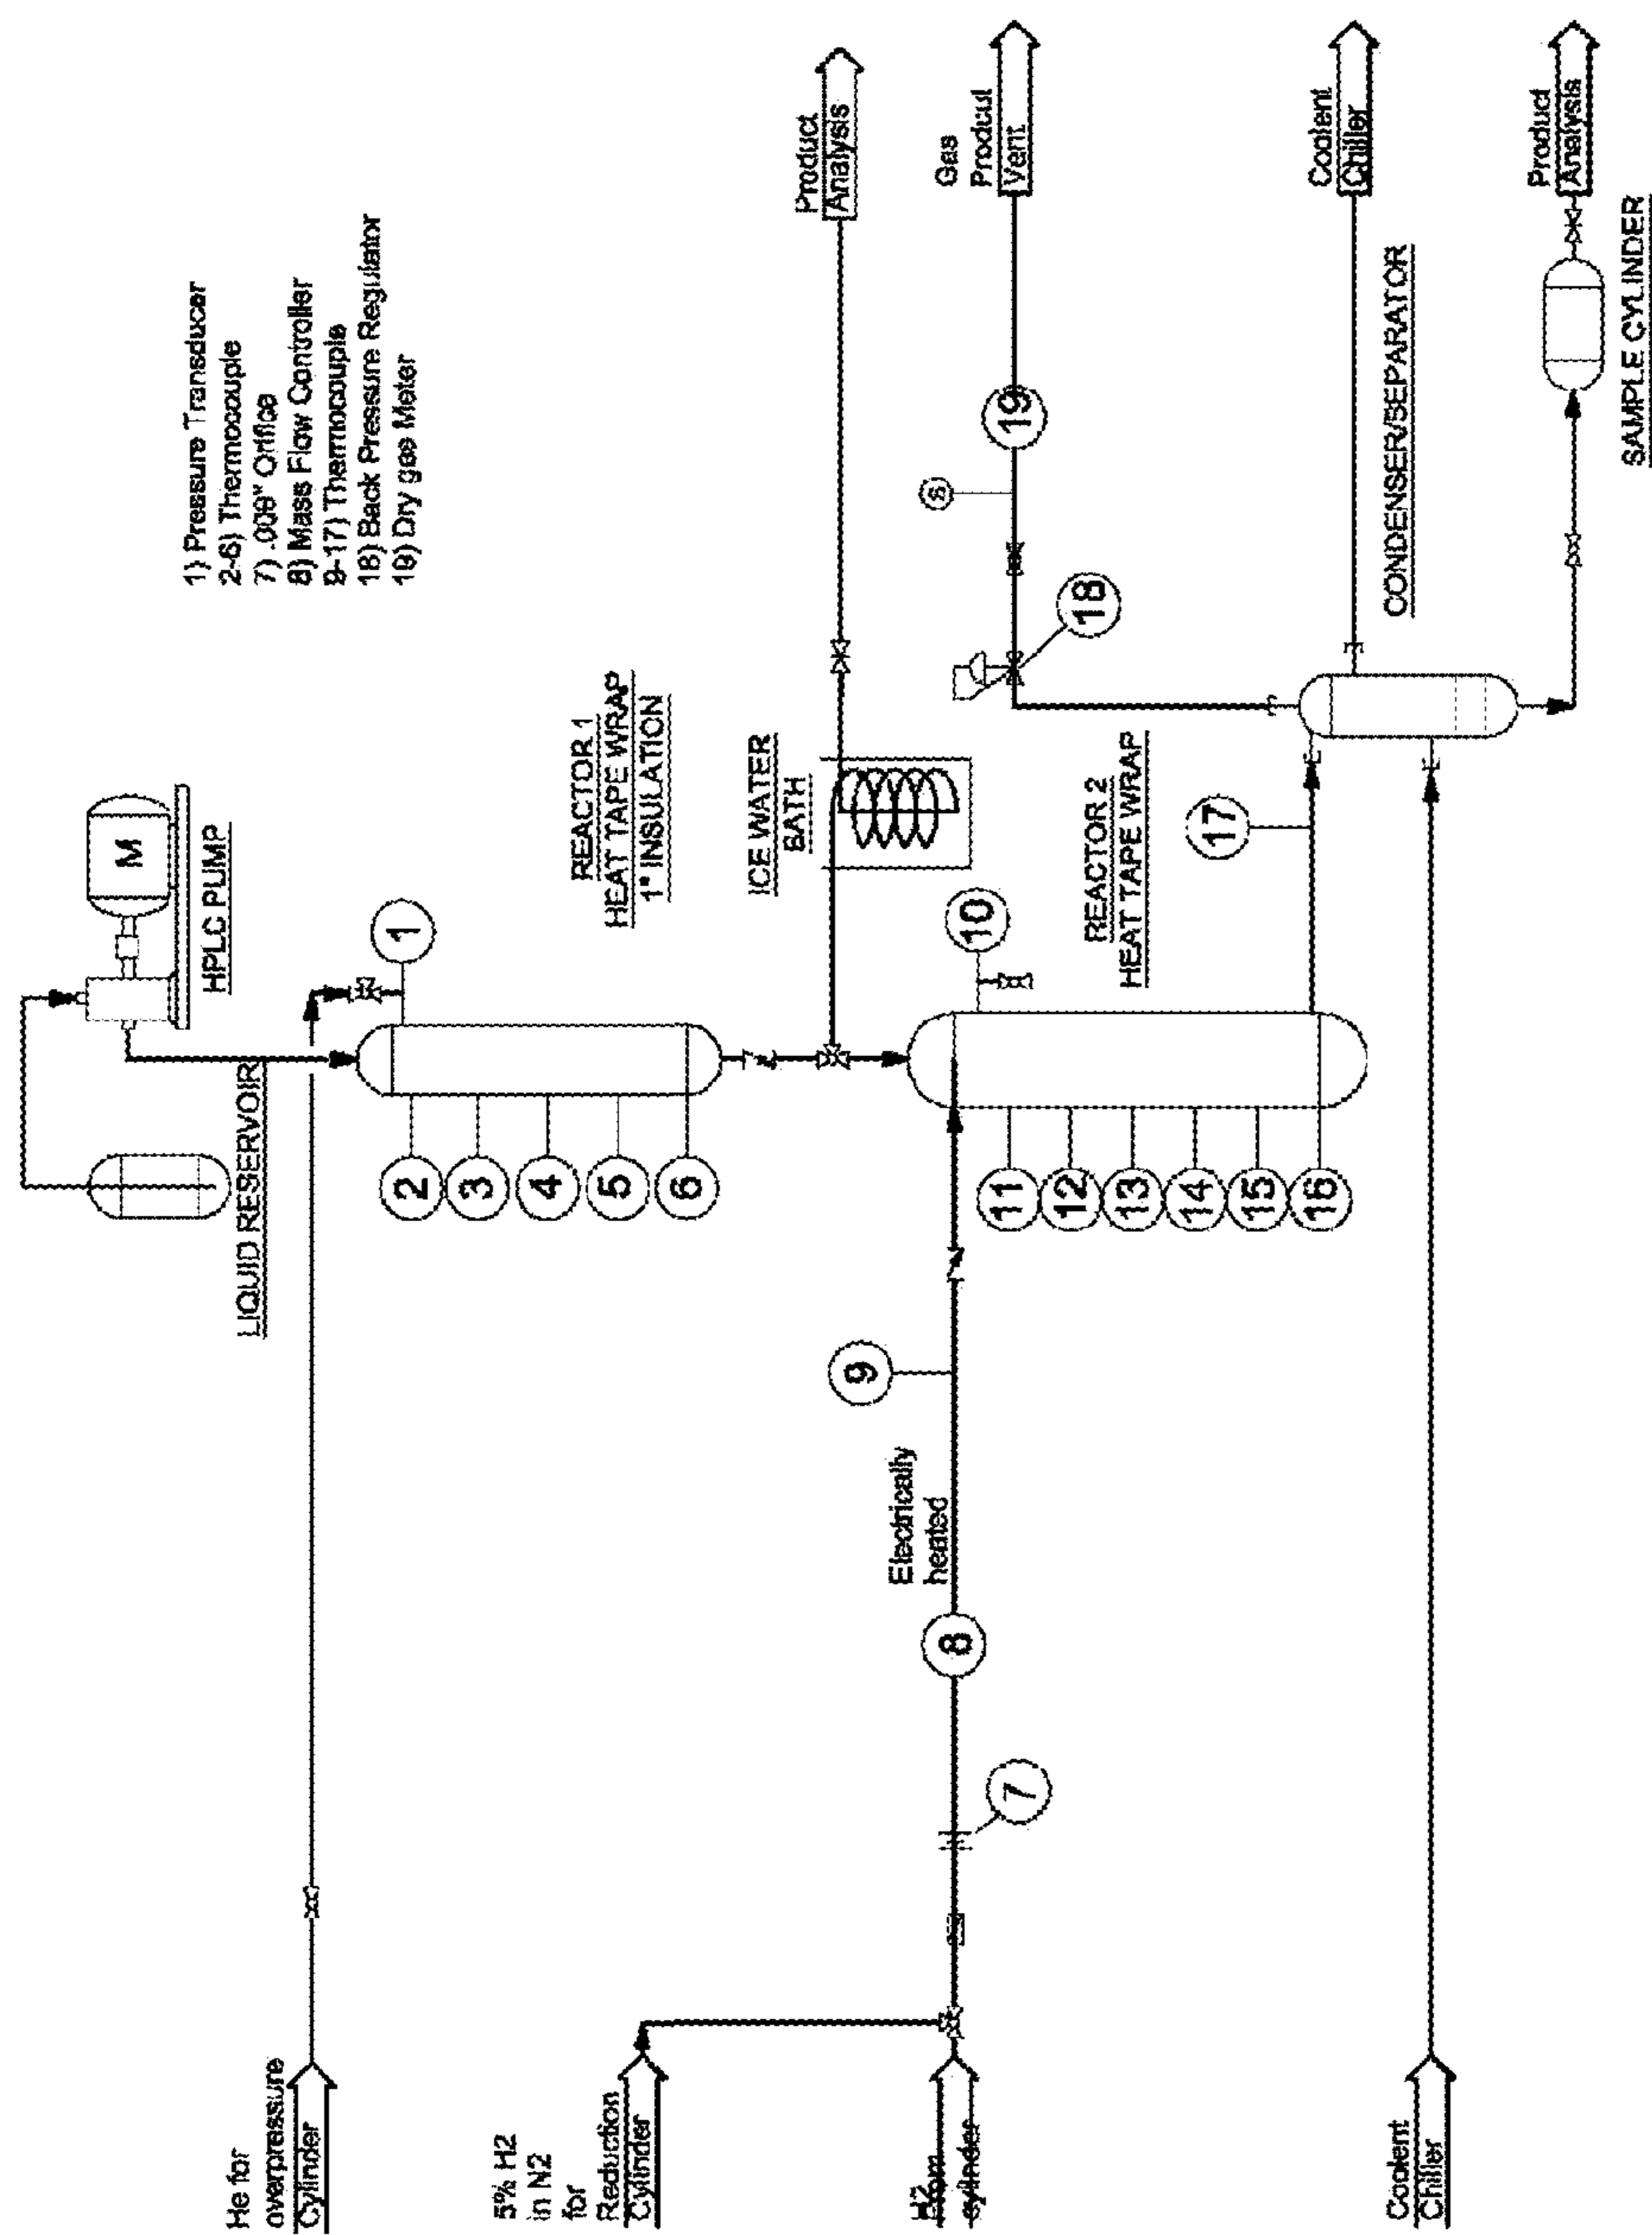 1) Pressure Transducer
2-6) Thermocouple
7) .009" Orifice
8) Mass Flow Controller
9-17) Thermocouple
18) Back Pressure Regulator
19) Dry gas Meter
M
HPLC PUMP
LIQUID RESERVOIR
He for
overpressure
Cylinder
1
2
3
4
5
6
REACTOR 1
HEAT TAPE WRAP
1" INSULATION
5% H2
in N2
for
Reduction
Cylinder
ICE WATER
BATH
Product
Analysis
H2
From
cylinder
7
8
Electrically
heated
9
10
11
12
13
14
15
16
REACTOR 2
HEAT TAPE WRAP
17
18
19
Gas
Product
Vent
Coolent
Chiller
Coolent
Chiller
CONDENSER/SEPARATOR
Product
Analysis
SAMPLE CYLINDER